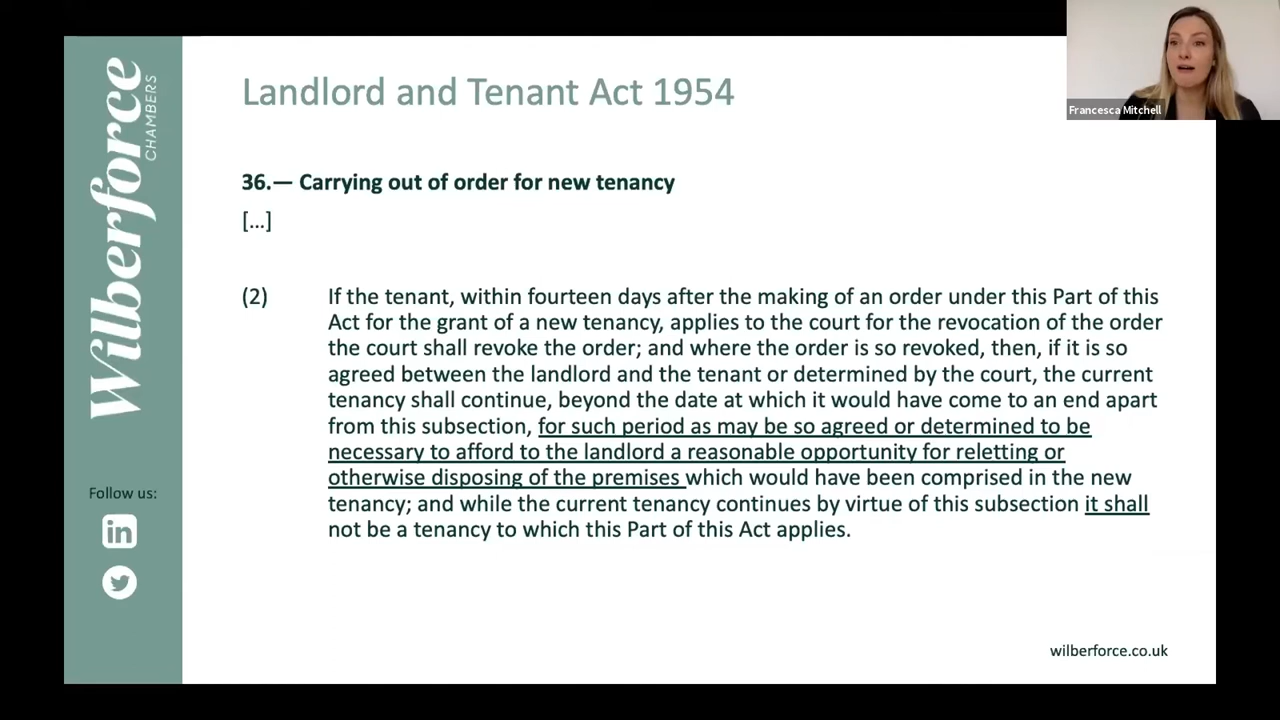 Francesca Mitchell
Wilberforce
CHAMBERS
Landlord and Tenant Act 1954
36.— Carrying out of order for new tenancy
[...]
(2) If the tenant, within fourteen days after the making of an order under this Part of this
Act for the grant of a new tenancy, applies to the court for the revocation of the order
the court shall revoke the order; and where the order is so revoked, then, if it is so
agreed between the landlord and the tenant or determined by the court, the current
tenancy shall continue, beyond the date at which it would have come to an end apart
from this subsection, for such period as may be so agreed or determined to be
necessary to afford to the landlord a reasonable opportunity for reletting or
otherwise disposing of the premises which would have been comprised in the new
tenancy; and while the current tenancy continues by virtue of this subsection it shall
not be a tenancy to which this Part of this Act applies.
Follow us:
in
wilberforce.co.uk